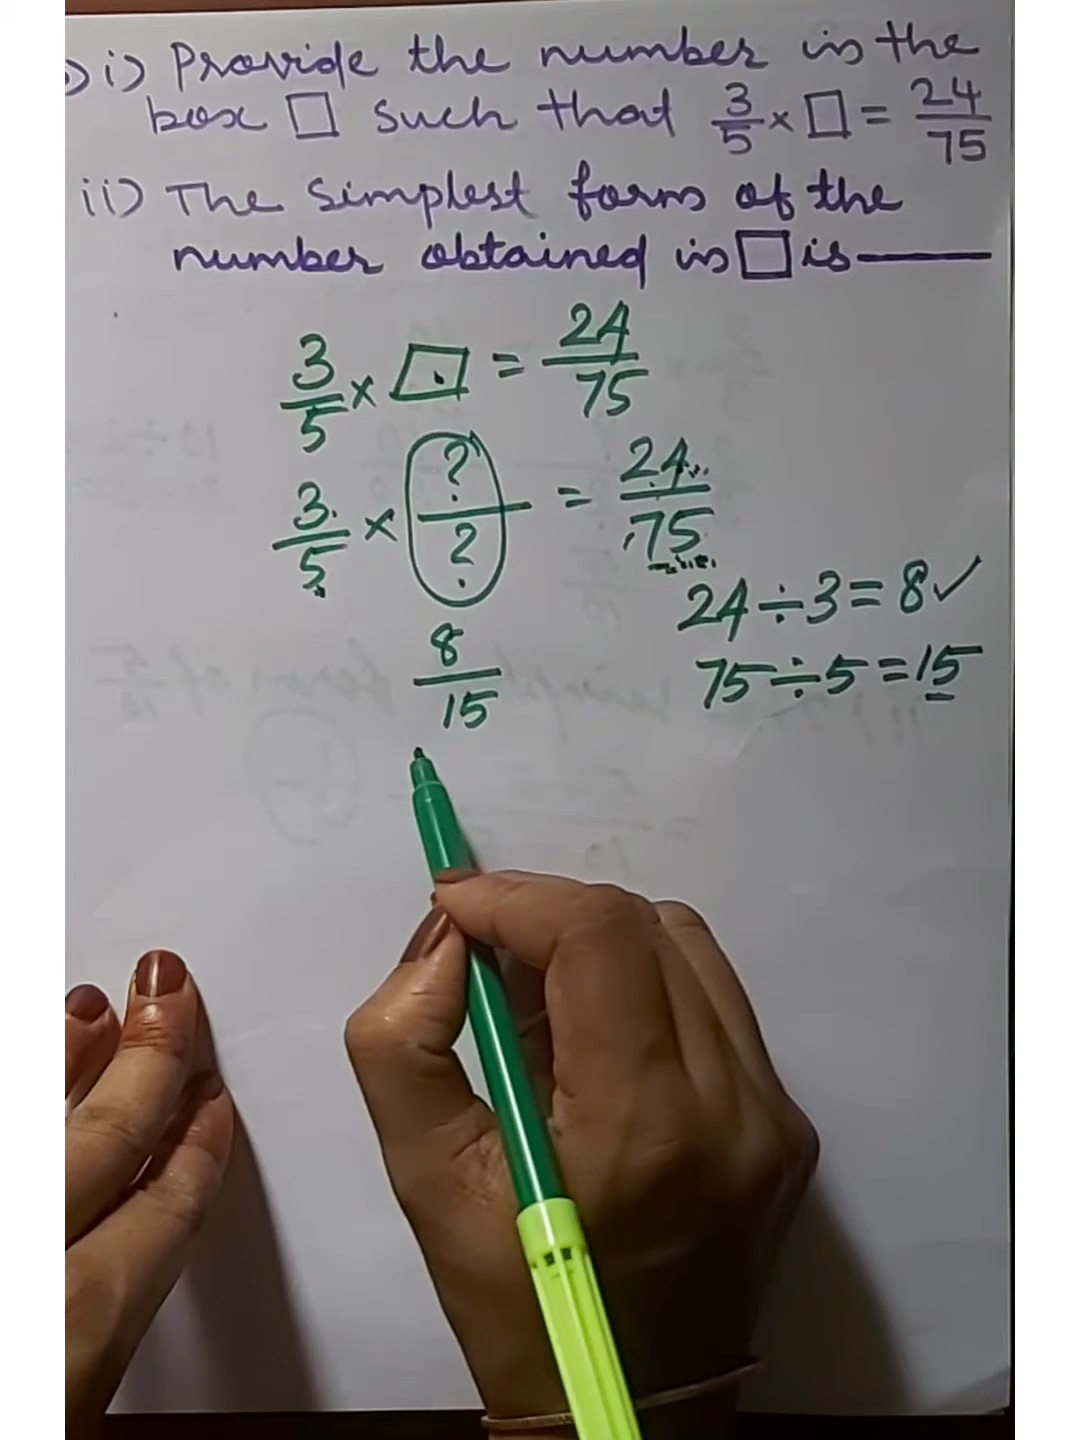 i) Provide the number in the
box □ such that 3/5 × □ = 24/75
ii) The simplest form of the
number obtained in □ is ———
3/5 × □ = 24/75
3/5 × ?/? = 24/75
24 ÷ 3 = 8 ✓
75 ÷ 5 = 15
8/15